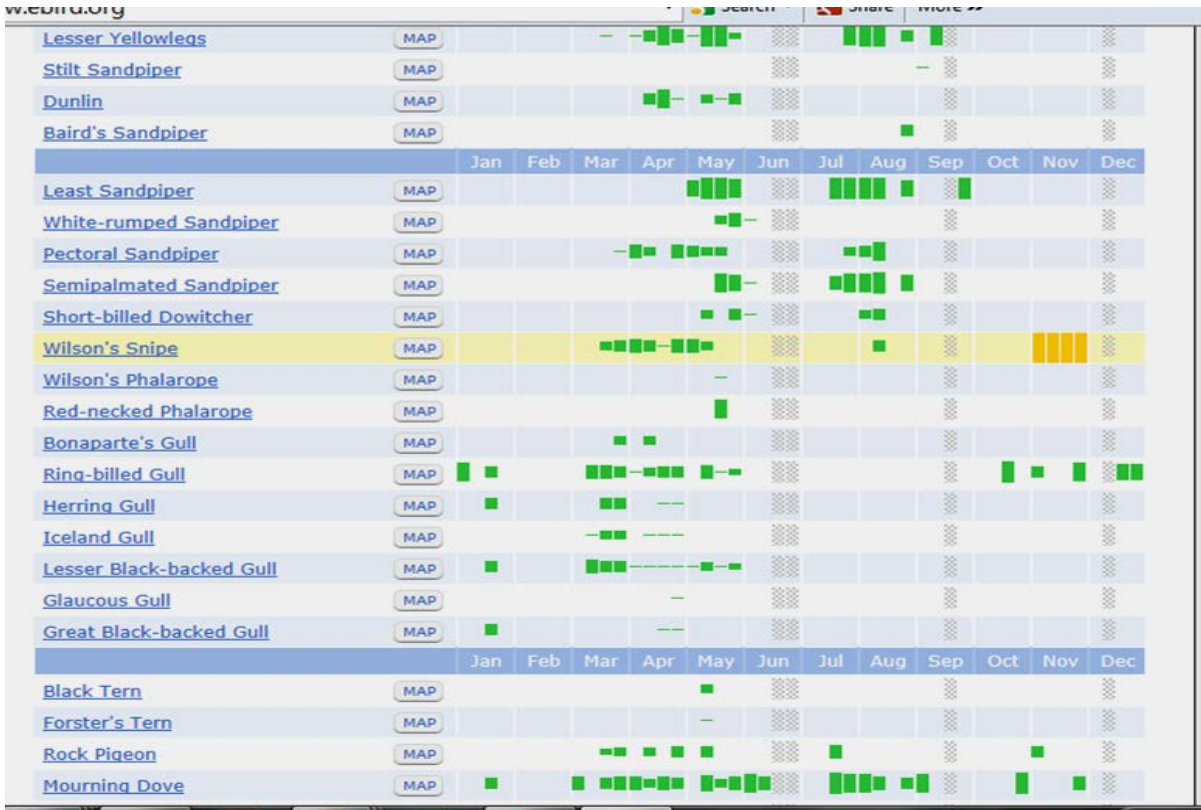 w.ebird.org Search Share More »
Lesser Yellowlegs MAP
Stilt Sandpiper MAP
Dunlin MAP
Baird's Sandpiper MAP
Jan Feb Mar Apr May Jun Jul Aug Sep Oct Nov Dec
Least Sandpiper MAP
White-rumped Sandpiper MAP
Pectoral Sandpiper MAP
Semipalmated Sandpiper MAP
Short-billed Dowitcher MAP
Wilson's Snipe MAP
Wilson's Phalarope MAP
Red-necked Phalarope MAP
Bonaparte's Gull MAP
Ring-billed Gull MAP
Herring Gull MAP
Iceland Gull MAP
Lesser Black-backed Gull MAP
Glaucous Gull MAP
Great Black-backed Gull MAP
Jan Feb Mar Apr May Jun Jul Aug Sep Oct Nov Dec
Black Tern MAP
Forster's Tern MAP
Rock Pigeon MAP
Mourning Dove MAP